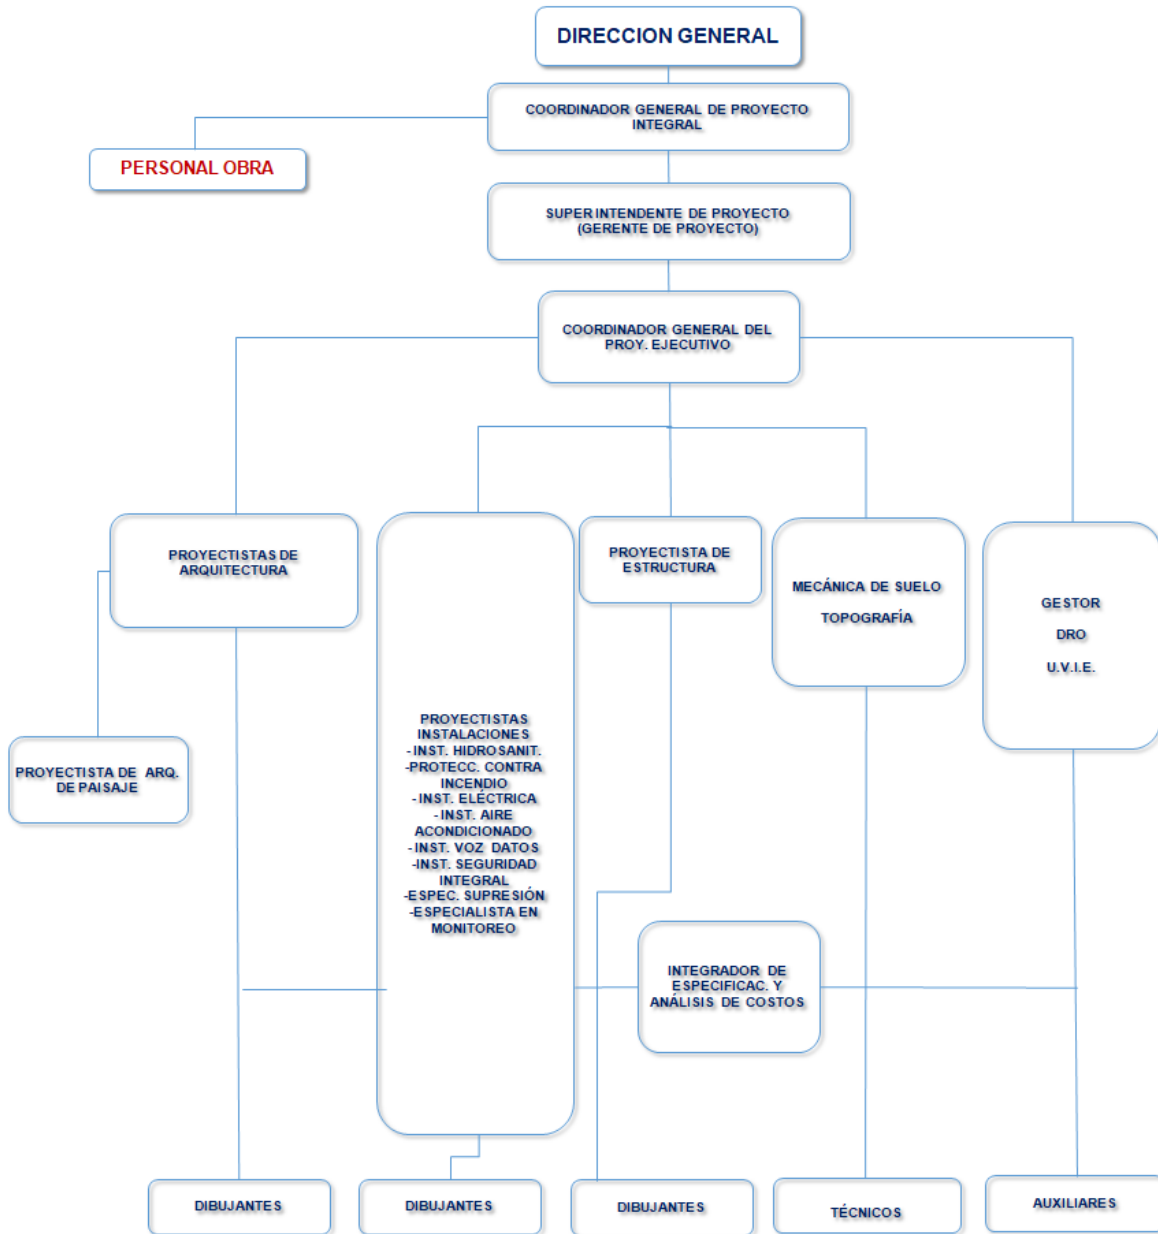 DIRECCION GENERAL
COORDINADOR GENERAL DE PROYECTO
INTEGRAL
PERSONAL OBRA
SUPER INTENDENTE DE PROYECTO
(GERENTE DE PROYECTO)
COORDINADOR GENERAL DEL
PROY. EJECUTIVO
PROYECTISTAS DE
ARQUITECTURA
PROYECTISTA DE ARQ.
DE PAISAJE
PROYECTISTAS
INSTALACIONES
-INST. HIDROSANIT.
-PROTECC. CONTRA
INCENDIO
-INST. ELÉCTRICA
-INST. AIRE
ACONDICIONADO
-INST. VOZ DATOS
-INST. SEGURIDAD
INTEGRAL
-ESPEC. SUPRESIÓN
-ESPECIALISTA EN
MONITOREO
PROYECTISTA DE
ESTRUCTURA
MECÁNICA DE SUELO
TOPOGRAFÍA
GESTOR
DRO
U.V.I.E.
INTEGRADOR DE
ESPECIFICAC. Y
ANÁLISIS DE COSTOS
DIBUJANTES
DIBUJANTES
DIBUJANTES
TÉCNICOS
AUXILIARES